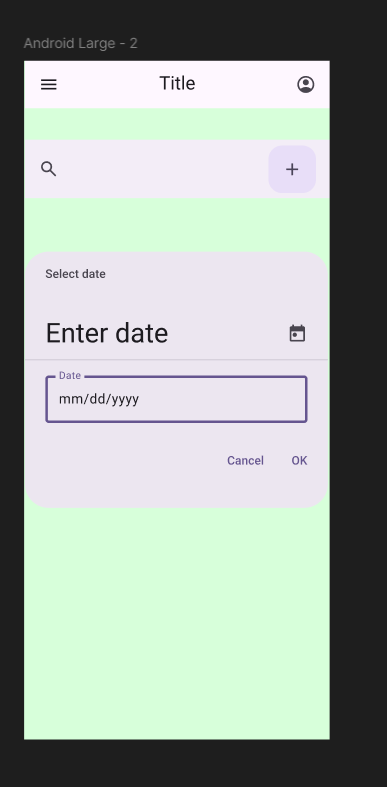 Android Large - 2
Title
Select date
Enter date
Date
mm/dd/yyyy
Cancel OK